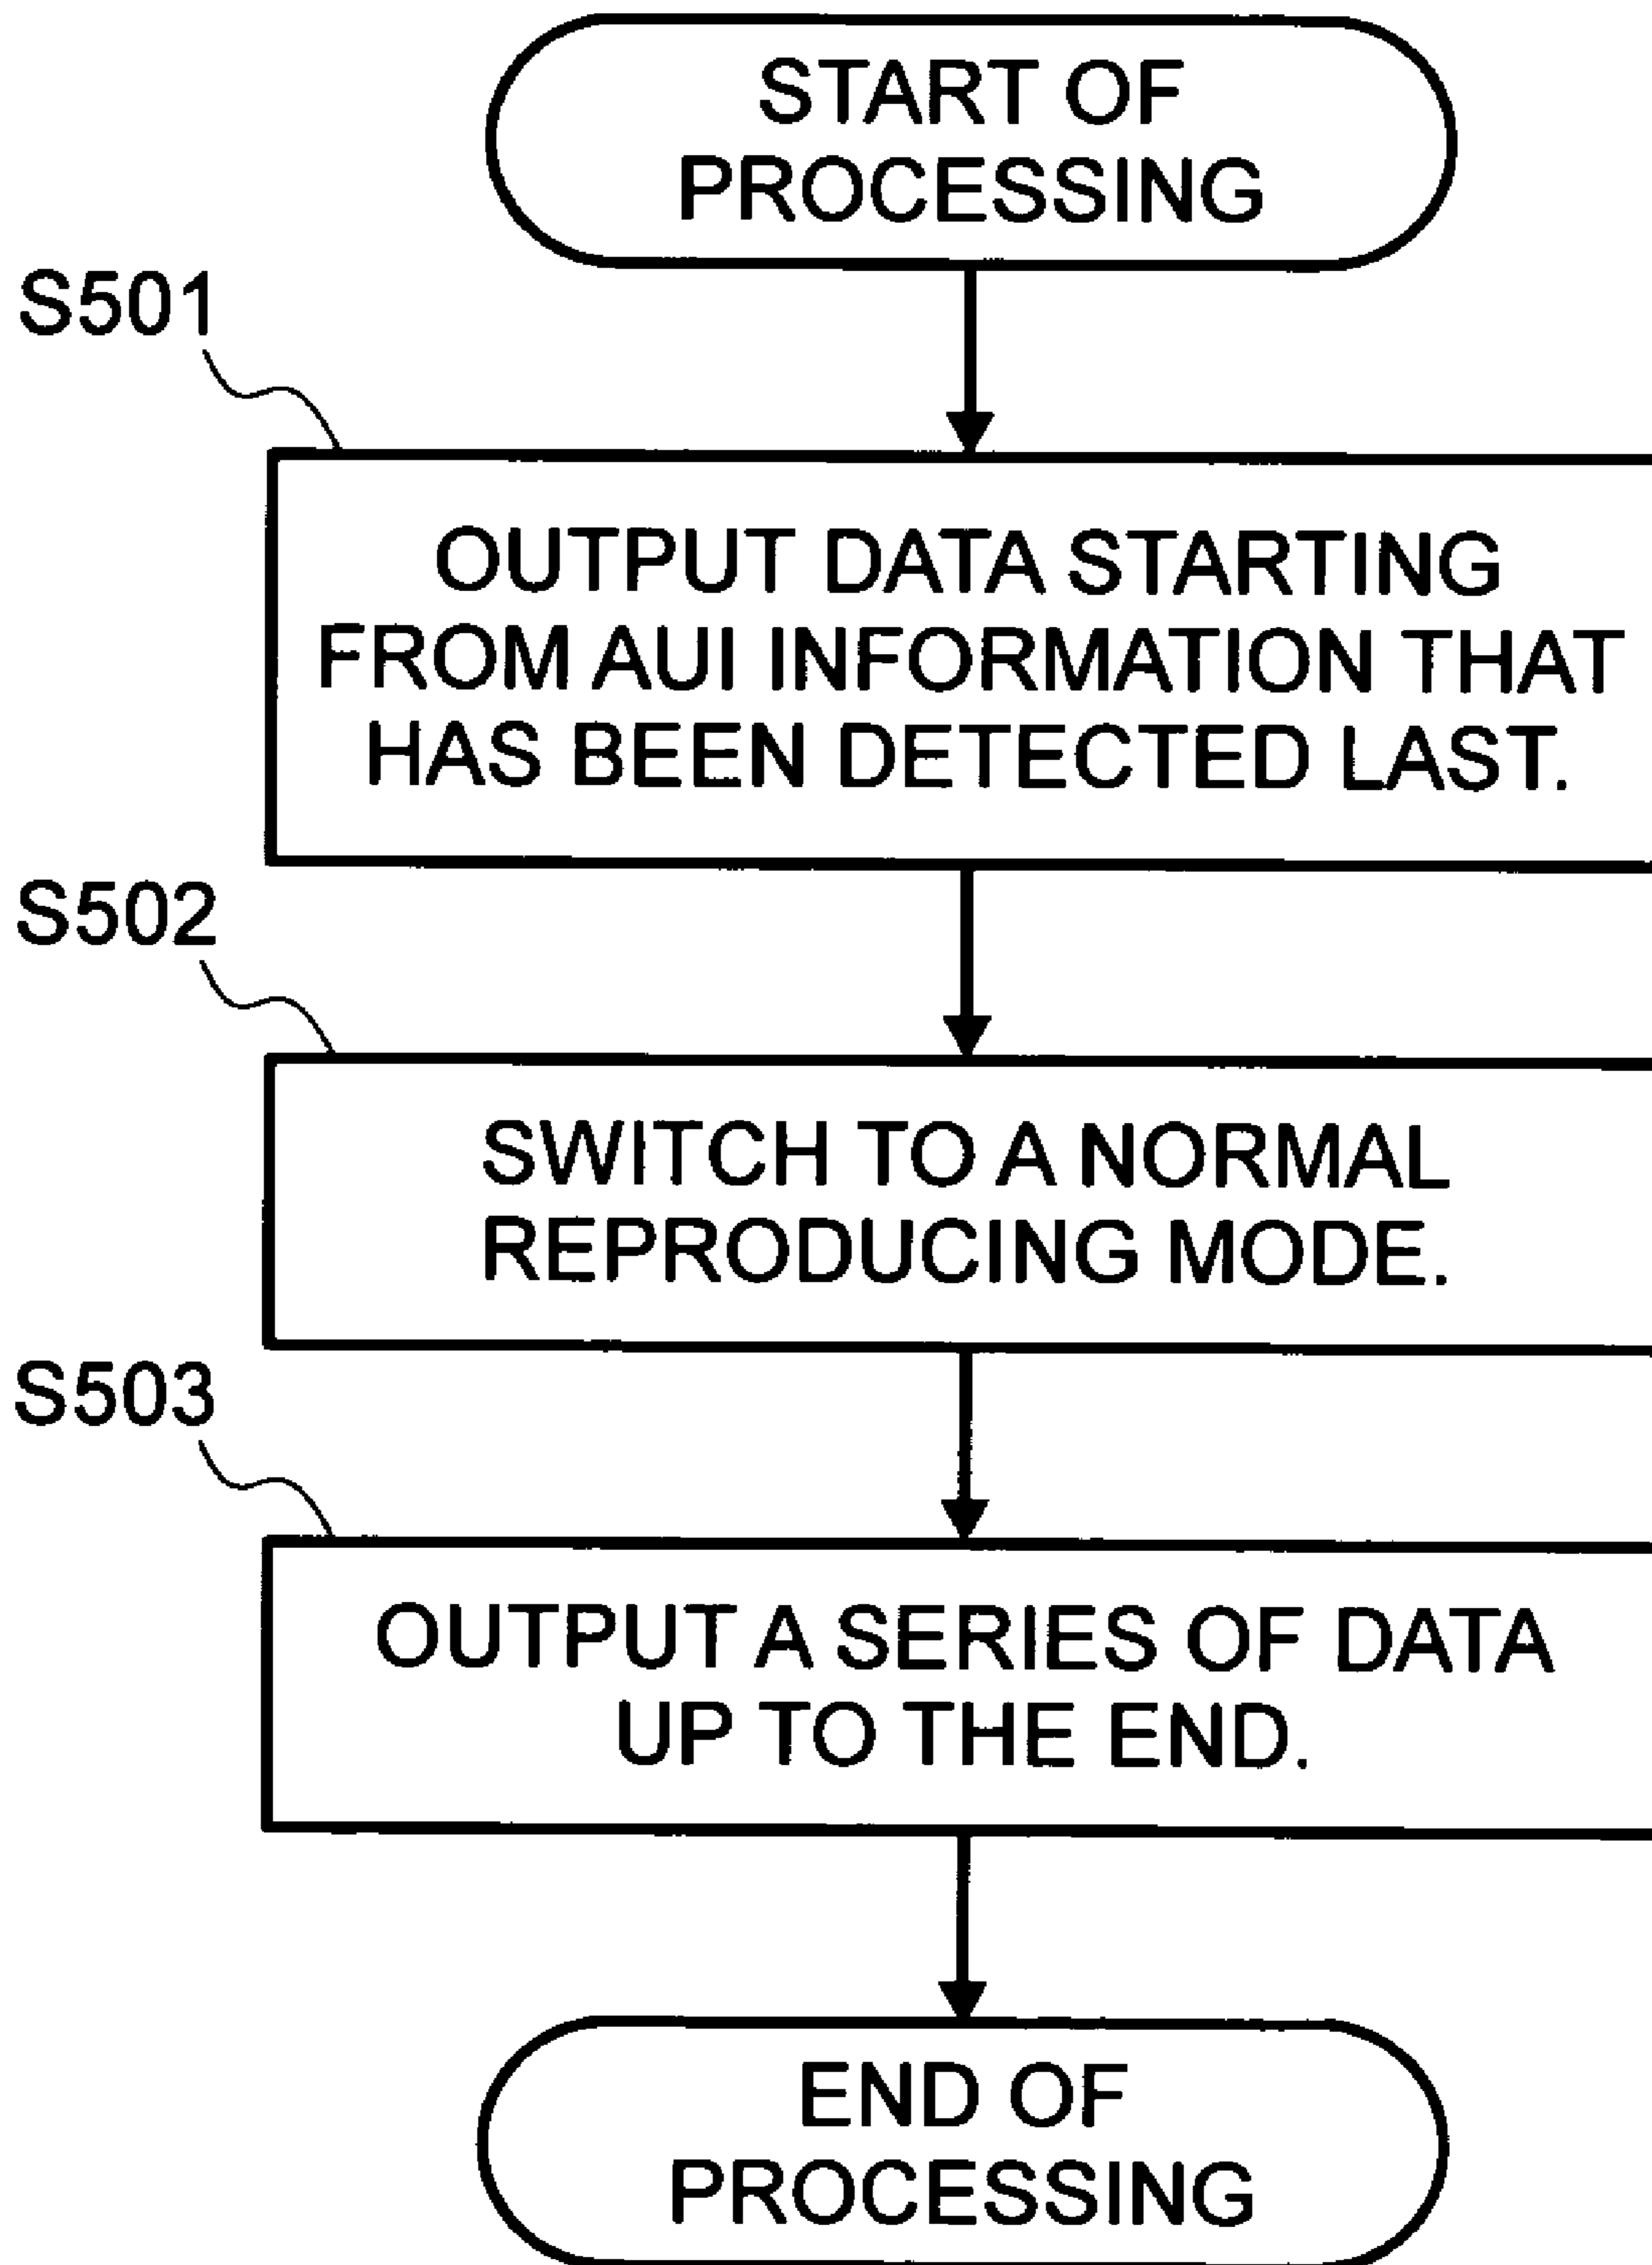 START OF
PROCESSING
S501
OUTPUT DATA STARTING
FROM AUI INFORMATION THAT
HAS BEEN DETECTED LAST.
S502
SWITCH TO A NORMAL
REPRODUCING MODE.
S503
OUTPUT A SERIES OF DATA
UP TO THE END.
END OF
PROCESSING